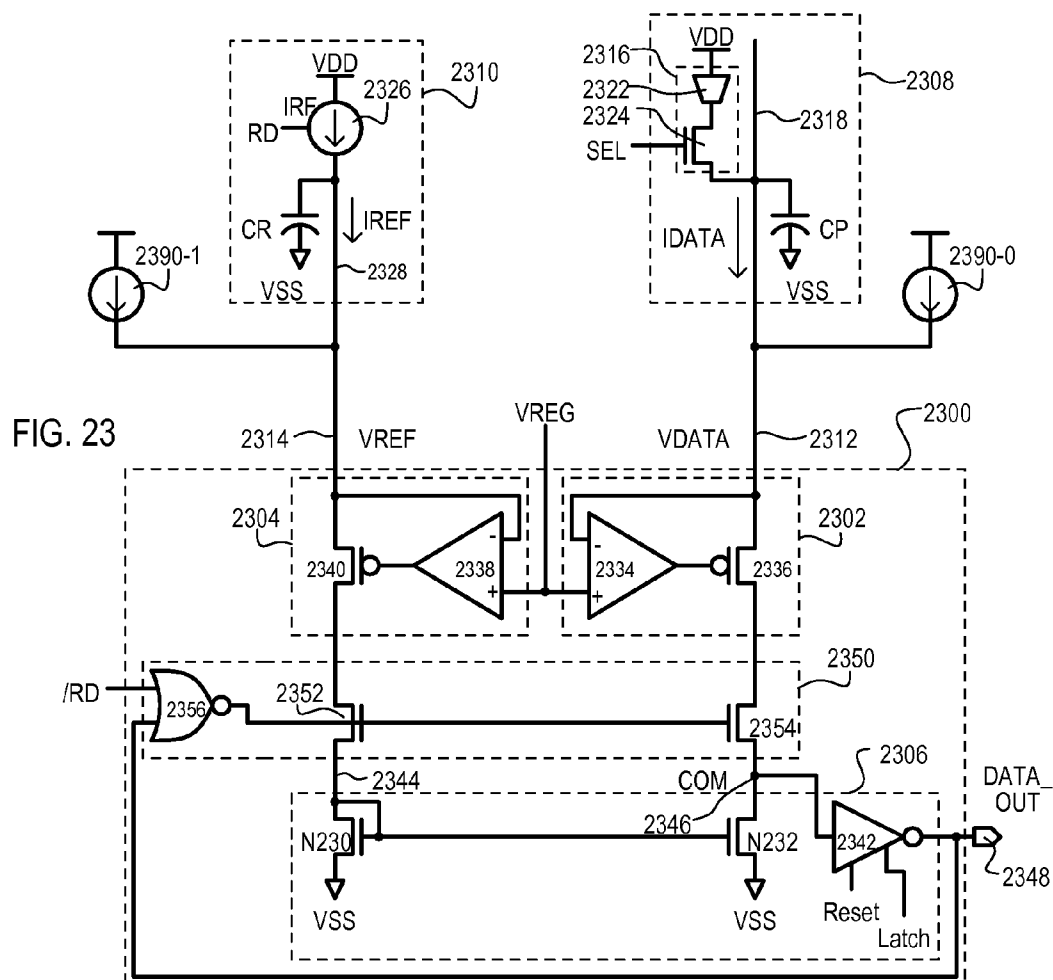 VDD
2326
2310
IRF
RD
CR
IREF
2328
VSS
2390-1
2316
VDD
2322
2324
SEL
2308
2318
IDATA
CP
VSS
2390-0
FIG. 23
2314
VREF
VREG
VDATA
2312
2300
2304
2340
-
2338
+
-
2334
+
2336
2302
/RD
2356
2352
2350
2354
2344
COM
2346
2306
DATA_
OUT
N230
N232
2342
2348
VSS
VSS
Reset
Latch